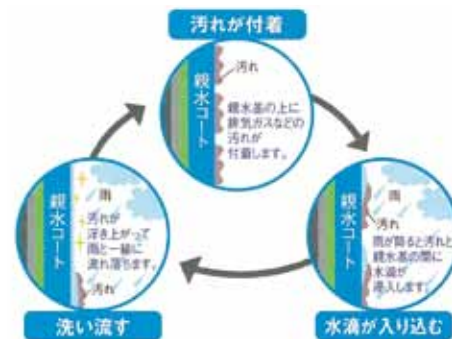 汚れが付着
汚れ
親水コート
親水基の上に
排気ガスなどの
汚れが
付着します。
雨
汚れ
親水コート
雨が降ると汚れと
親水基の間に
水滴が
浸入します。
水滴が入り込む
雨
親水コート
汚れが
浮き上がって
雨と一緒に
流れ落ちます。
汚れ
洗い流す